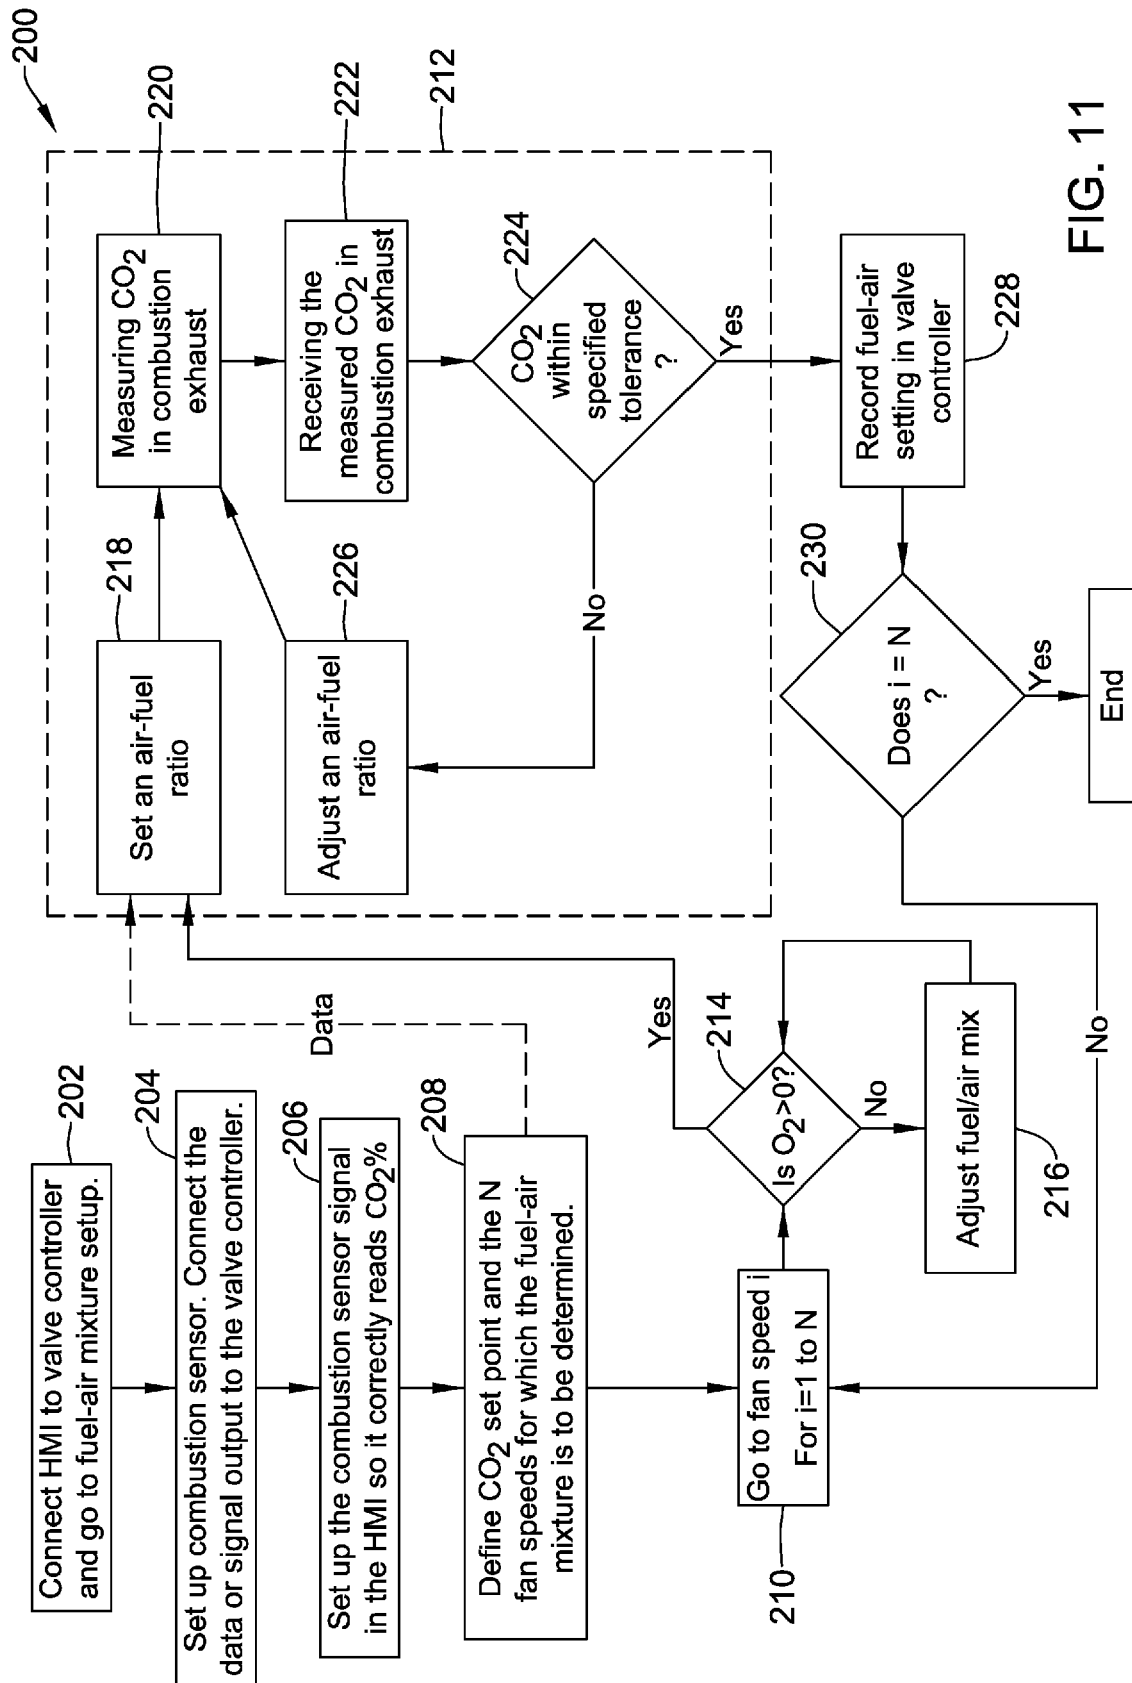 200
Connect HMI to valve controller
and go to fuel-air mixture setup.
202
Set up combustion sensor. Connect the
data or signal output to the valve controller.
204
Set up the combustion sensor signal
in the HMI so it correctly reads CO2%
206
Define CO2 set point and the N
fan speeds for which the fuel-air
mixture is to be determined.
208
Data
Go to fan speed i
For i=1 to N
210
Is O2>0?
214
Yes
No
Adjust fuel/air mix
216
212
Set an air-fuel
ratio
218
Measuring CO2
in combustion
exhaust
220
Receiving the
measured CO2 in
combustion exhaust
222
CO2
within
specified
tolerance
?
224
No
Adjust an air-fuel
ratio
226
Yes
Record fuel-air
setting in valve
controller
228
Does i = N
?
230
No
Yes
End
FIG. 11